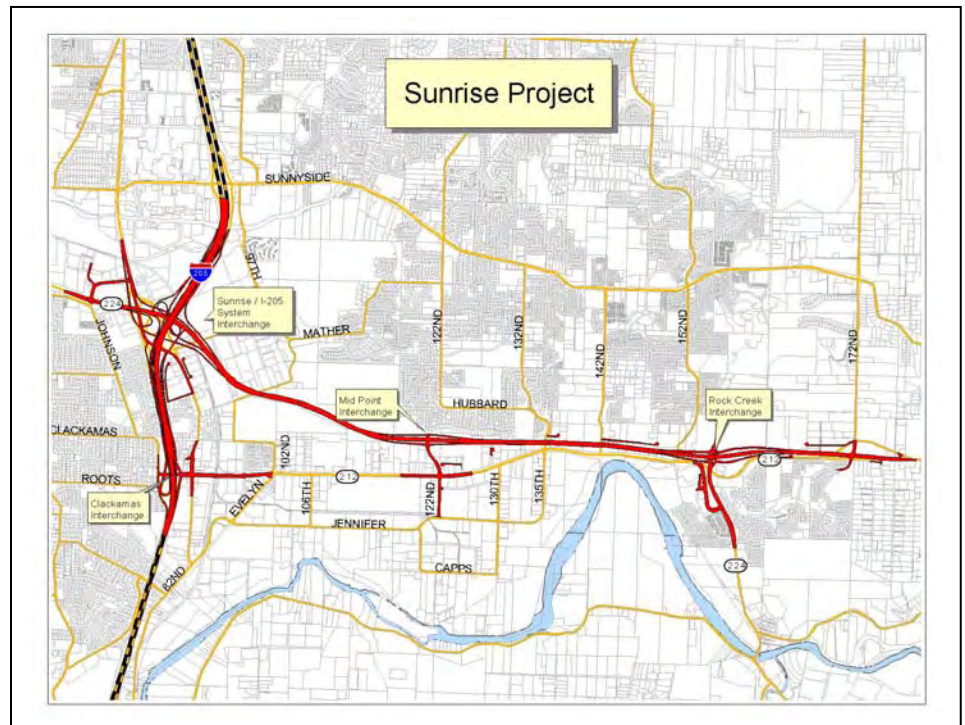 Sunrise Project
SUNNYSIDE
205
97TH
Sunrise / I-205
System
Interchange
224
JOHNSON
MATHER
122ND
132ND
142ND
152ND
172ND
Mid Point
Interchange
HUBBARD
Rock Creek
Interchange
CLACKAMAS
102ND
ROOTS
212
212
Clackamas
Interchange
EVELYN
106TH
122ND
130TH
135TH
JENNIFER
CAPPS
224
82ND